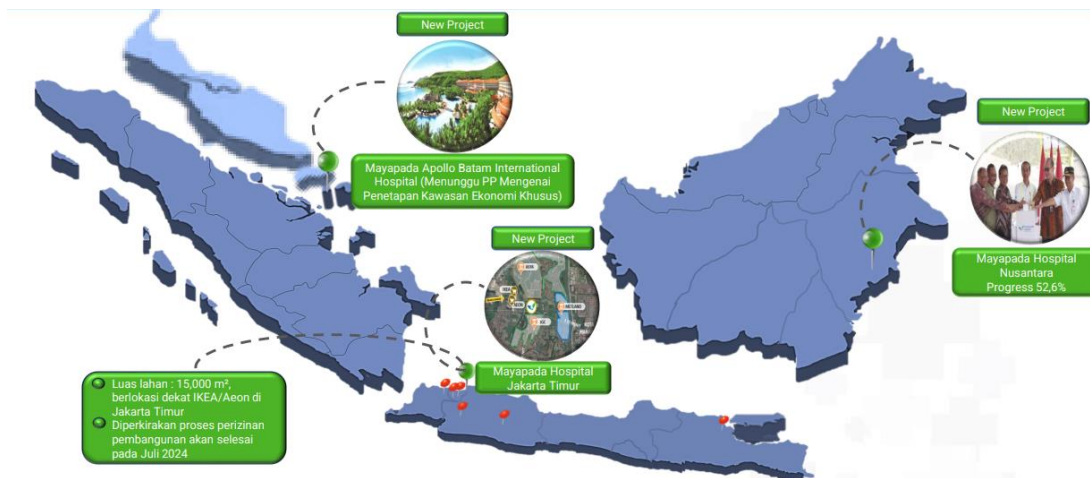 New Project
Mayapada Apollo Batam International
Hospital (Menunggu PP Mengenai
Penetapan Kawasan Ekonomi Khusus)
New Project
Mayapada Hospital
Nusantara
Progress 52,6%
New Project
AEON
Mayapada Hospital
Jakarta Timur
Luas lahan : 15,000 m²,
berlokasi dekat IKEA/Aeon di
Jakarta Timur
Diperkirakan proses perizinan
pembangunan akan selesai
pada Juli 2024